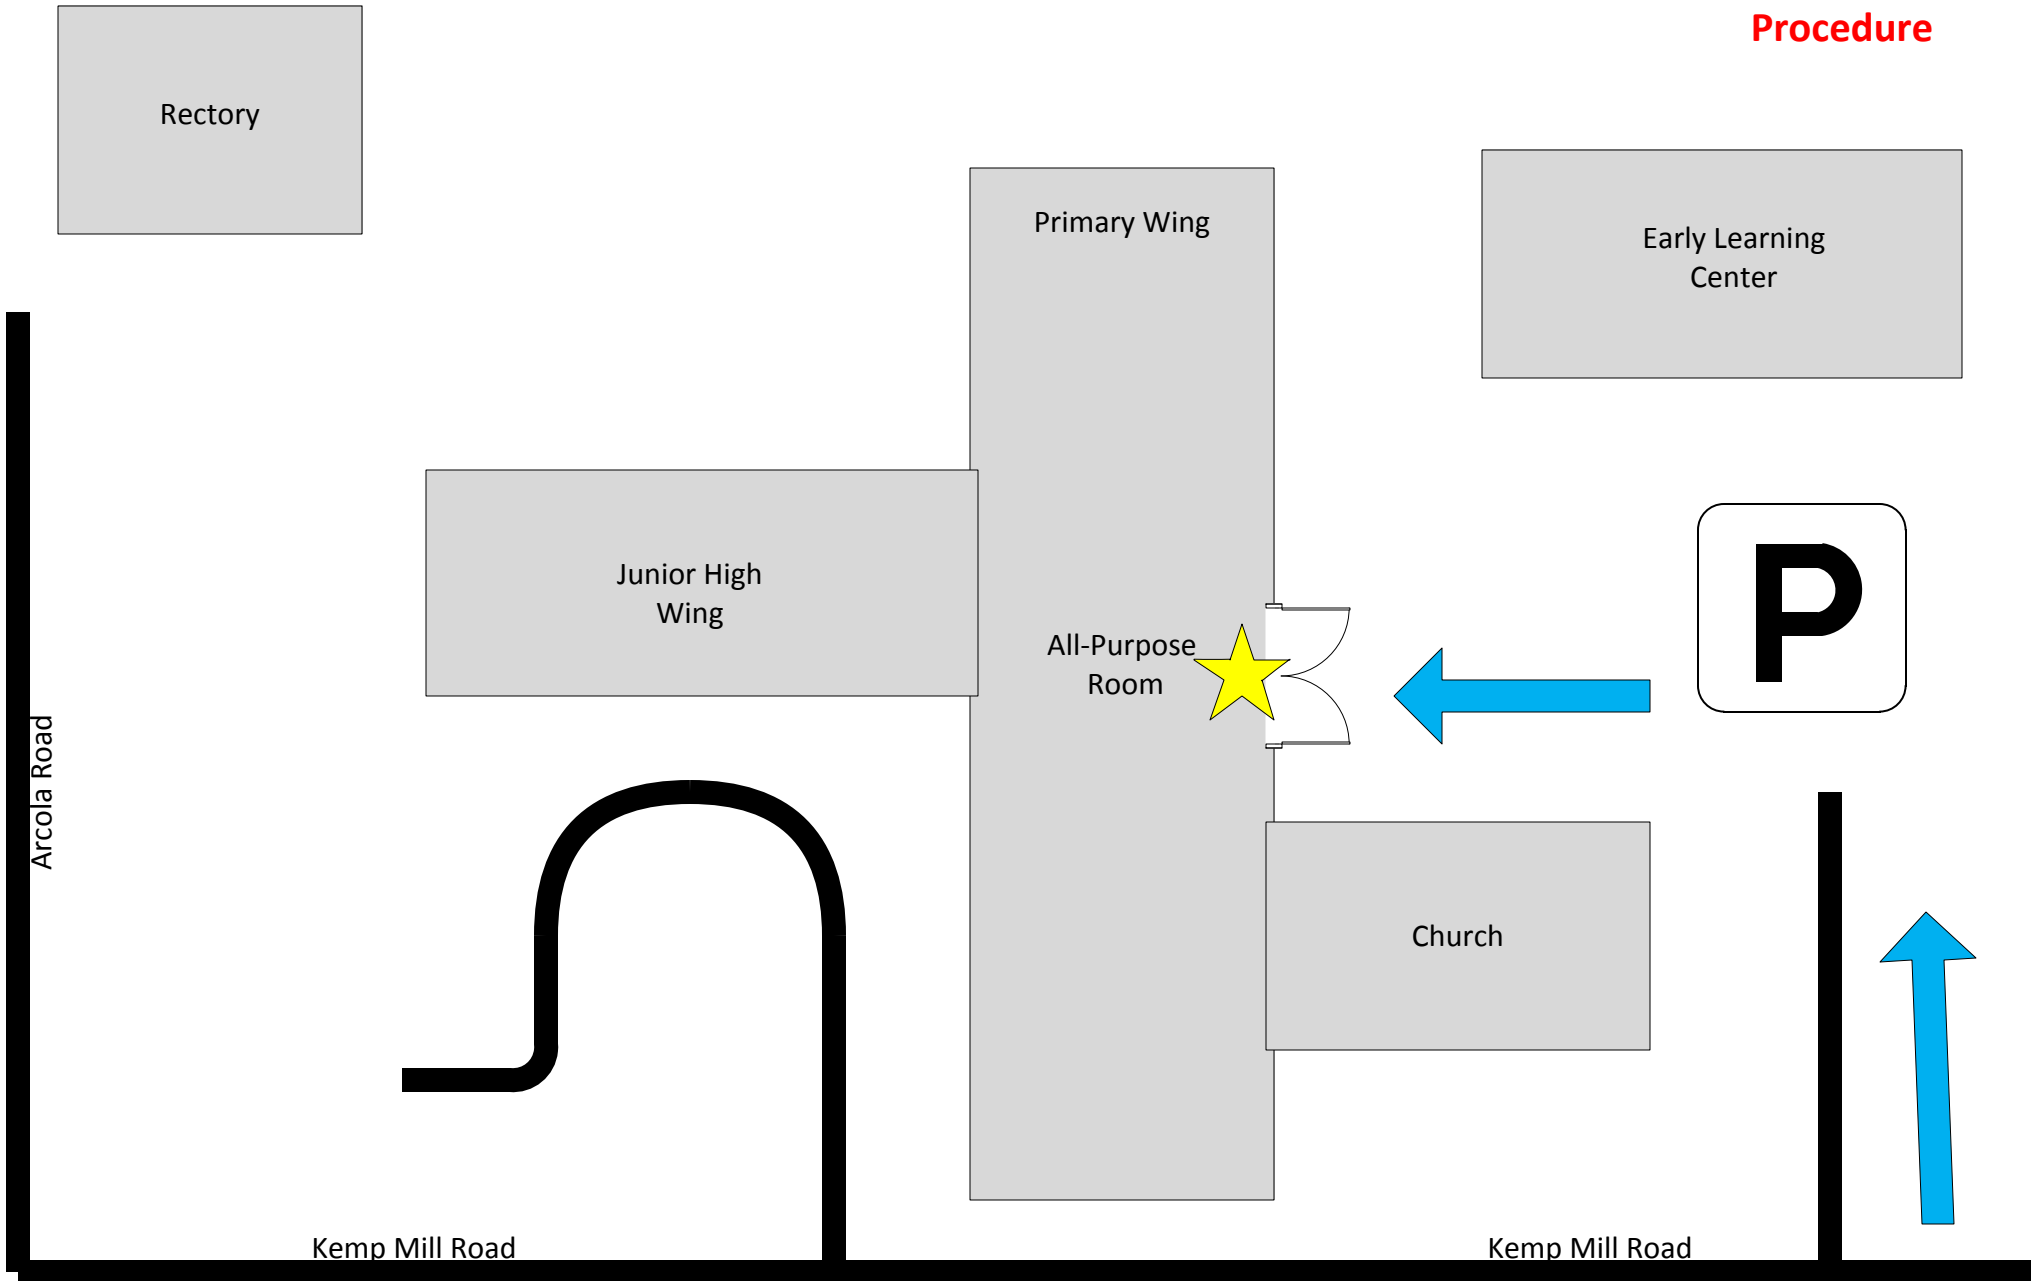 Procedure
Rectory
Primary Wing
Early Learning
Center
Junior High
Wing
P
All-Purpose
Room
Arcola Road
Church
Kemp Mill Road
Kemp Mill Road